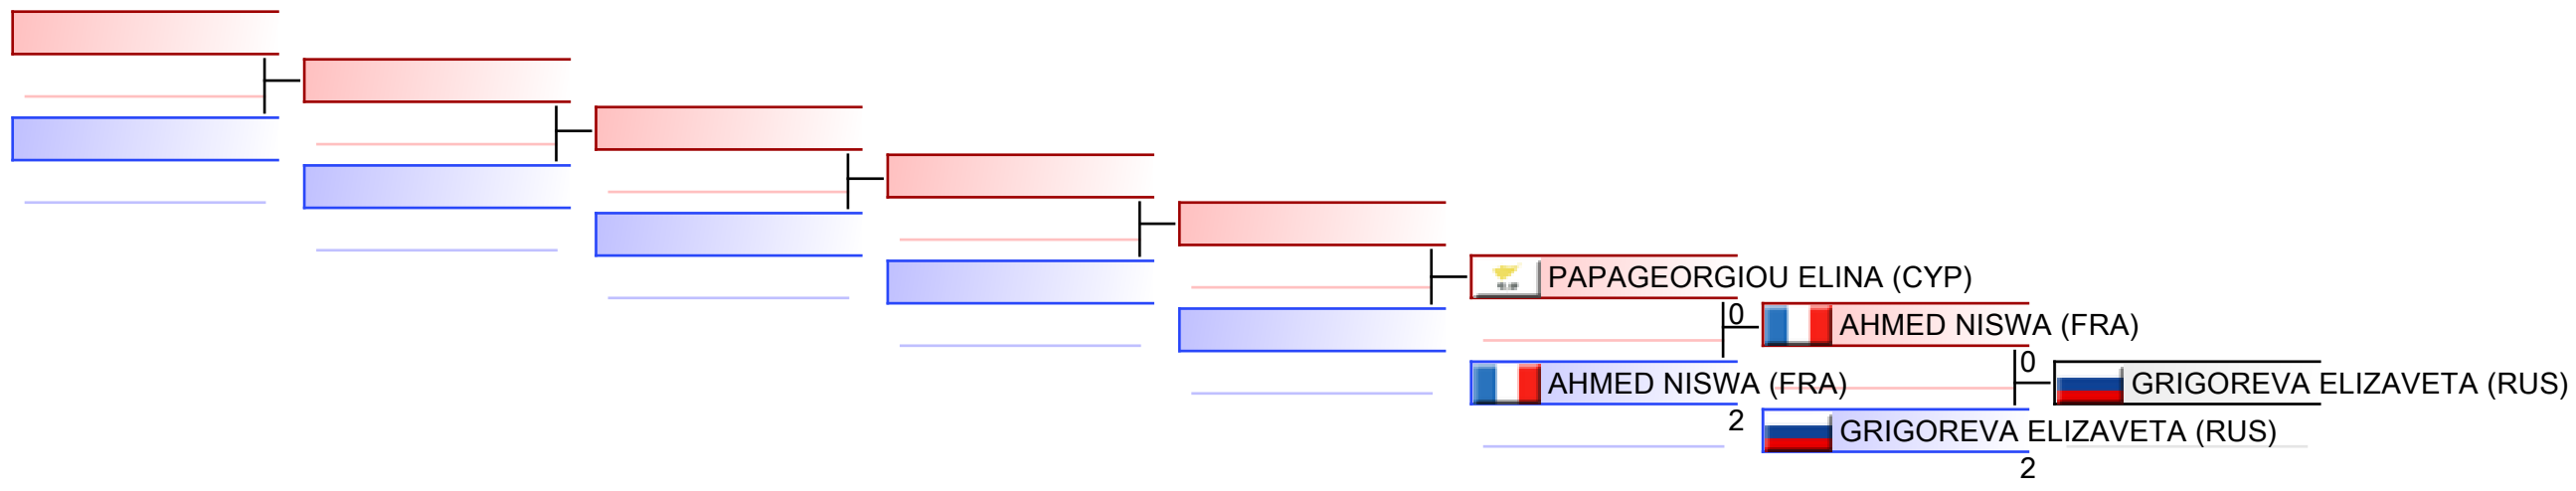 PAPAGEORGIOU ELINA (CYP)
0
AHMED NISWA (FRA)
0
AHMED NISWA (FRA)
GRIGOREVA ELIZAVETA (RUS)
2
GRIGOREVA ELIZAVETA (RUS)
2